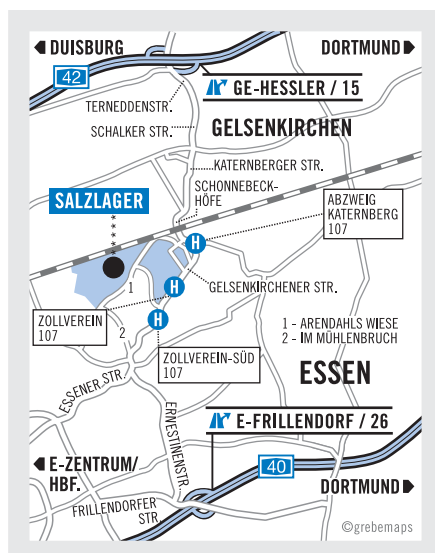 DUISBURG
DORTMUND
42
GE-HESSLER / 15
TERNEDDENSTR.
SCHALKER STR.
GELSENKIRCHEN
KATERNBERGER STR.
SCHONNEBECK-
HÖFE
SALZLAGER
ABZWEIG
KATERNBERG
107
H
GELSENKIRCHENER STR.
1
H
ZOLLVEREIN
107
H
2
1 - ARENDAHLS WIESE
2 - IM MÜHLENBRUCH
ZOLLVEREIN-SÜD
107
ESSEN
ESSENER STR.
ERNESTINENSTR.
E-FRILLENDORF / 26
E-ZENTRUM/
HBF.
40
DORTMUND
FRILLENDORFER
STR.
©grebemaps